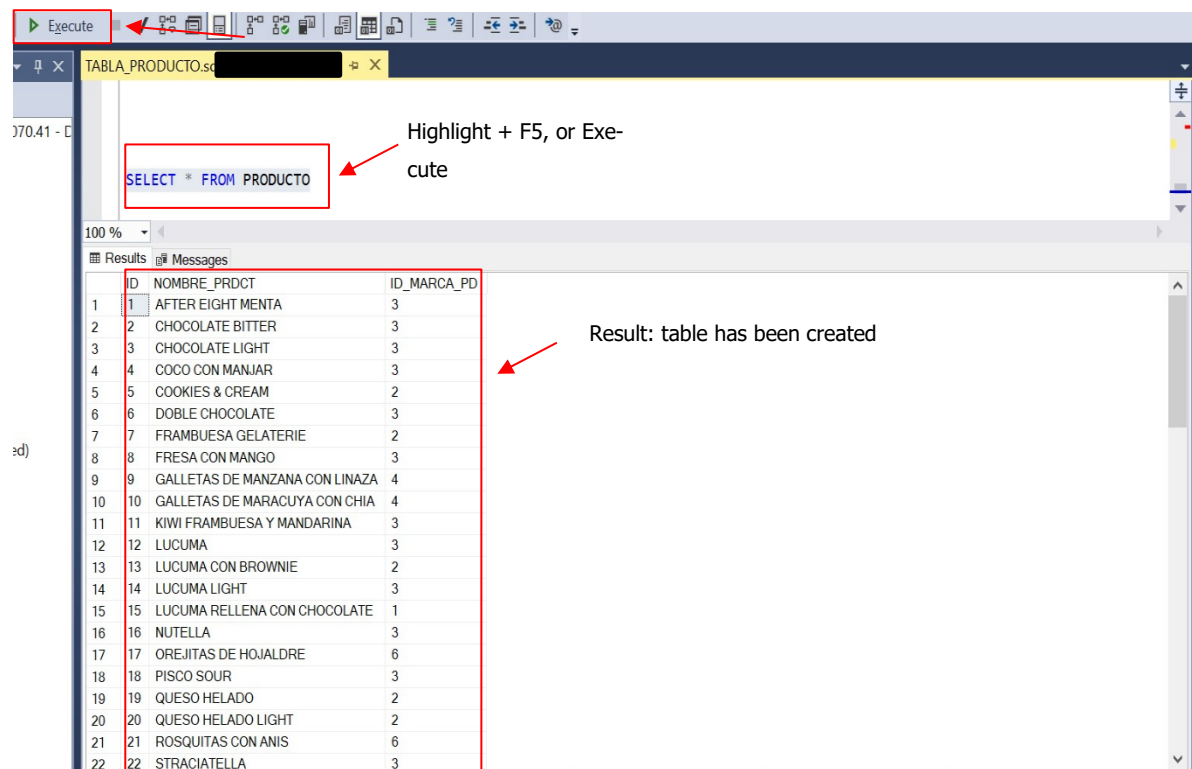 Execute
TABLA_PRODUCTO.sc
070.41 - D
Highlight + F5, or Exe-
cute
SELECT * FROM PRODUCTO
100 %
Results Messages
ID NOMBRE_PRDCT ID_MARCA_PD
1 1 AFTER EIGHT MENTA 3
2 2 CHOCOLATE BITTER 3
Result: table has been created
3 3 CHOCOLATE LIGHT 3
4 4 COCO CON MANJAR 3
5 5 COOKIES & CREAM 2
6 6 DOBLE CHOCOLATE 3
7 7 FRAMBUESA GELATERIE 2
ed)
8 8 FRESA CON MANGO 3
9 9 GALLETAS DE MANZANA CON LINAZA 4
10 10 GALLETAS DE MARACUYA CON CHIA 4
11 11 KIWI FRAMBUESA Y MANDARINA 3
12 12 LUCUMA 3
13 13 LUCUMA CON BROWNIE 2
14 14 LUCUMA LIGHT 3
15 15 LUCUMA RELLENA CON CHOCOLATE 1
16 16 NUTELLA 3
17 17 OREJITAS DE HOJALDRE 6
18 18 PISCO SOUR 3
19 19 QUESO HELADO 2
20 20 QUESO HELADO LIGHT 2
21 21 ROSQUITAS CON ANIS 6
22 22 STRACIATELLA 3